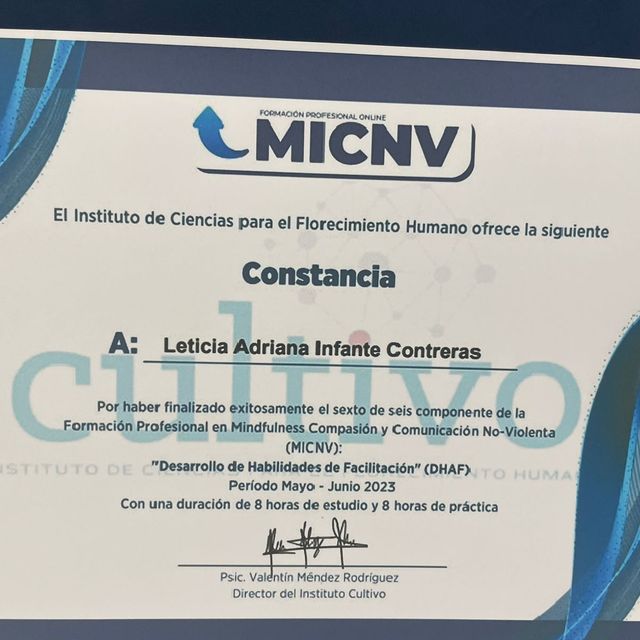 FORMACIÓN PROFESIONAL ONLINE
MICNV
El Instituto de Ciencias para el Florecimiento Humano ofrece la siguiente
Constancia
A: Leticia Adriana Infante Contreras
cultivo
Por haber finalizado exitosamente el sexto de seis componente de la
Formación Profesional en Mindfulness Compasión y Comunicación No-Violenta
(MICNV):
"Desarrollo de Habilidades de Facilitación" (DHAF)
Periodo Mayo - Junio 2023
Con una duración de 8 horas de estudio y 8 horas de práctica
Psic. Valentín Méndez Rodríguez
Director del Instituto Cultivo